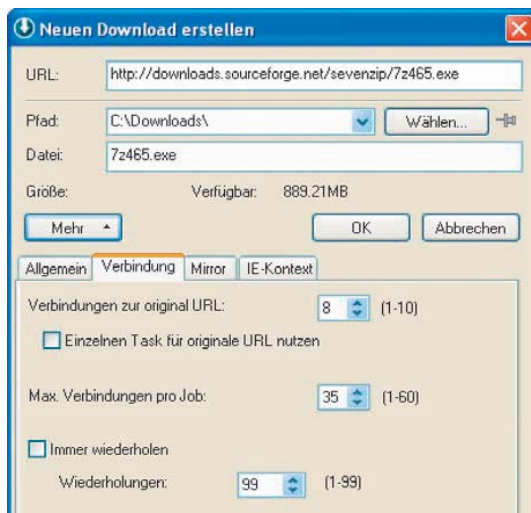 Neuen Download erstellen
URL: http://downloads.sourceforge.net/sevenzip/7z465.exe
Pfad: C:\Downloads\ Wählen...
Datei: 7z465.exe
Größe: Verfügbar: 889.21MB
Mehr OK Abbrechen
Allgemein Verbindung Mirror IE-Kontext
Verbindungen zur original URL: 8 (1-10)
Einzelnen Task für originale URL nutzen
Max. Verbindungen pro Job: 35 (1-60)
Immer wiederholen
Wiederholungen: 99 (1-99)